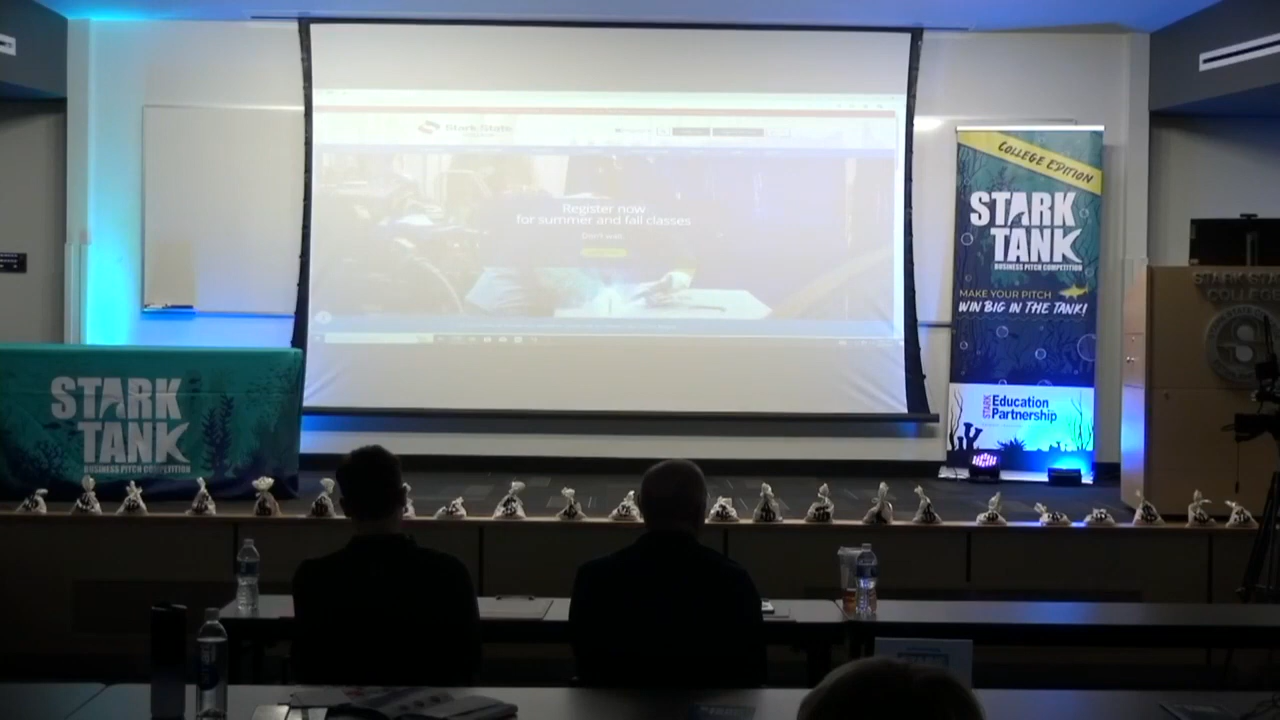 Stark State
Register now
for summer and fall classes
Don't wait.
COLLEGE EDITION
STARK
TANK
BUSINESS PITCH COMPETITION
MAKE YOUR PITCH
WIN BIG IN THE TANK!
STARK
Education
Partnership
STARK STATE
COLLEGE
STARK
TANK
BUSINESS PITCH COMPETITION